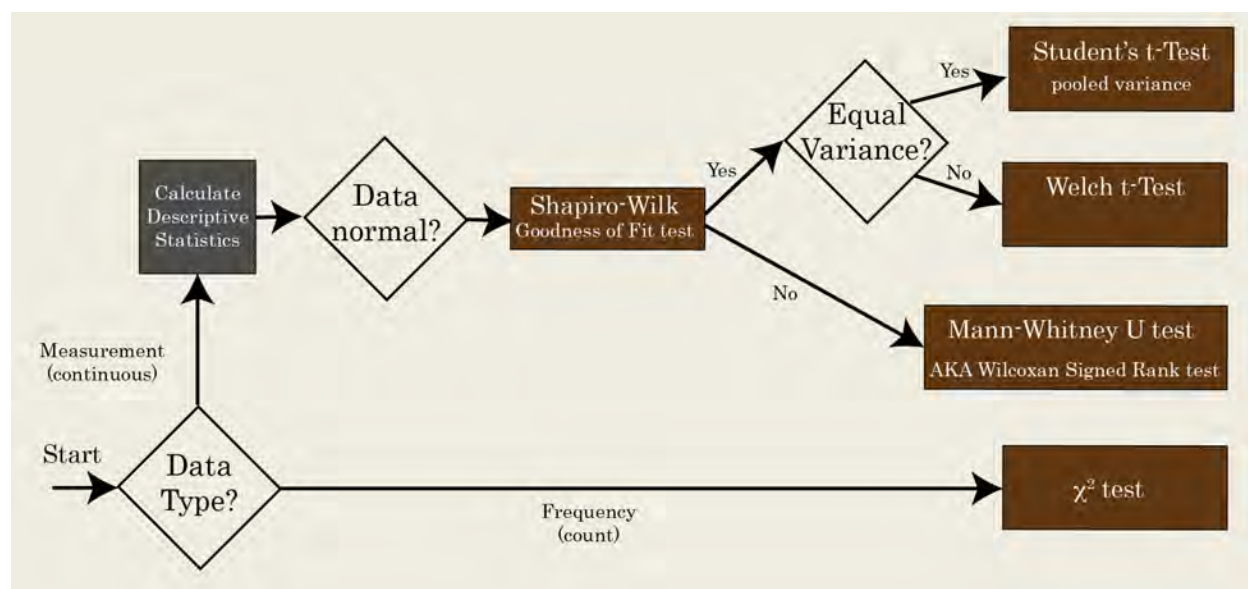 Start
Data
Type?
Measurement
(continuous)
Calculate
Descriptive
Statistics
Data
normal?
Shapiro-Wilk
Goodness of Fit test
Yes
No
Equal
Variance?
Yes
No
Student's t-Test
pooled variance
Welch t-Test
Mann-Whitney U test
AKA Wilcoxan Signed Rank test
Frequency
(count)
χ² test